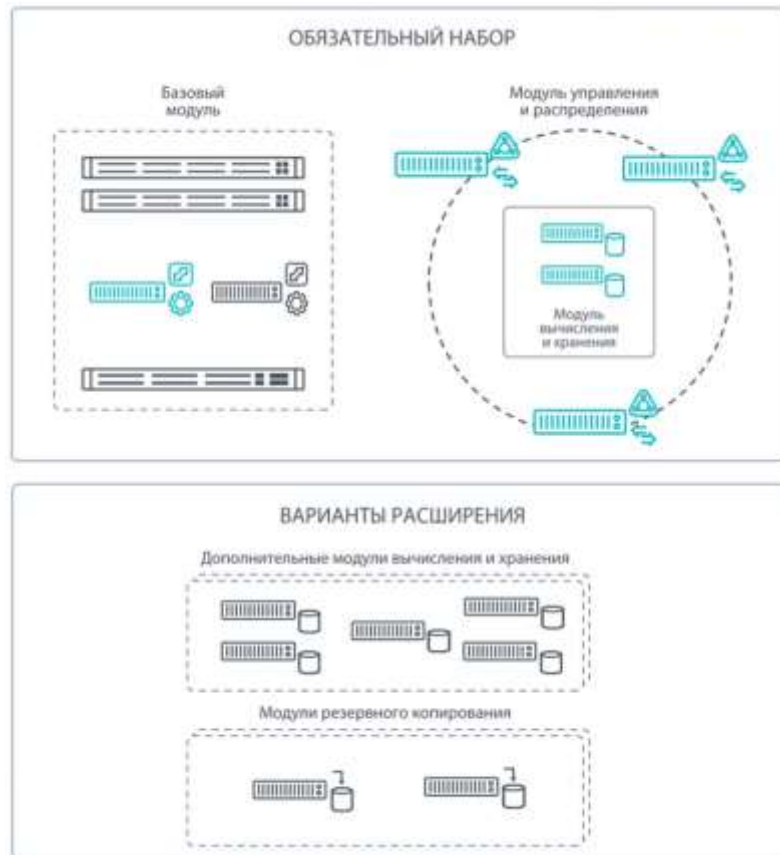 ОБЯЗАТЕЛЬНЫЙ НАБОР
Базовый
модуль
Модуль управления
и распределения
Модуль
вычисления
и хранения
ВАРИАНТЫ РАСШИРЕНИЯ
Дополнительные модули вычисления и хранения
Модули резервного копирования